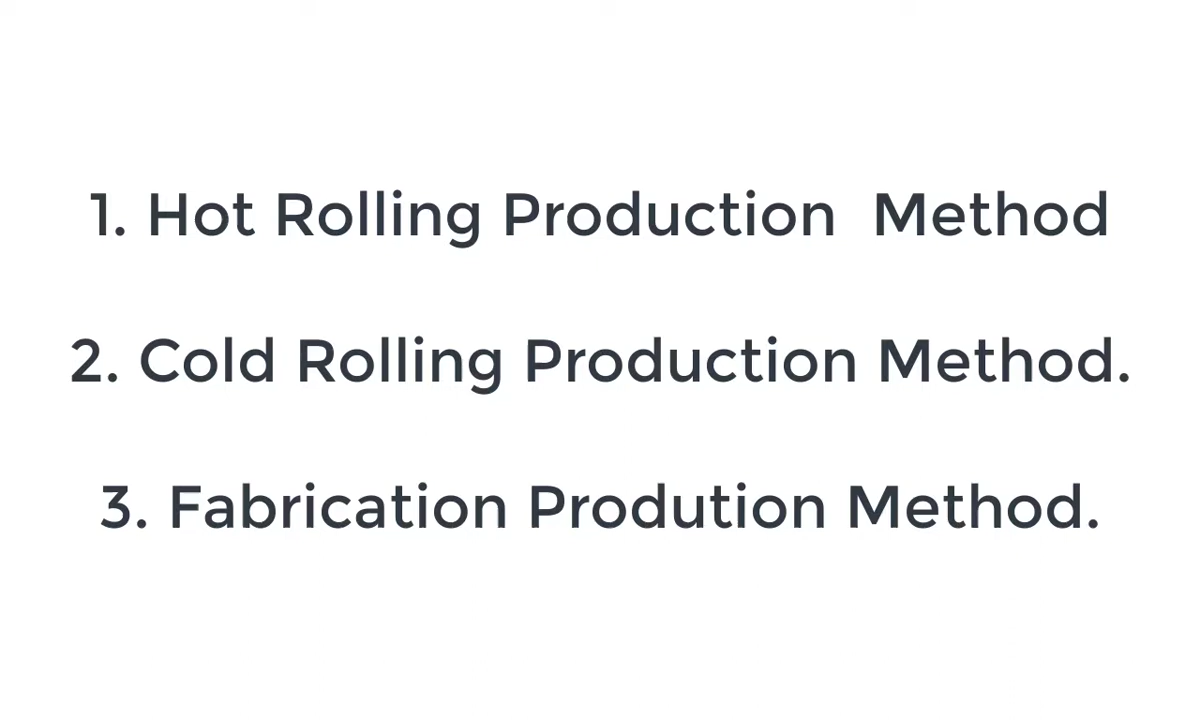 1. Hot Rolling Production  Method
2. Cold Rolling Production Method.
3. Fabrication Prodution Method.